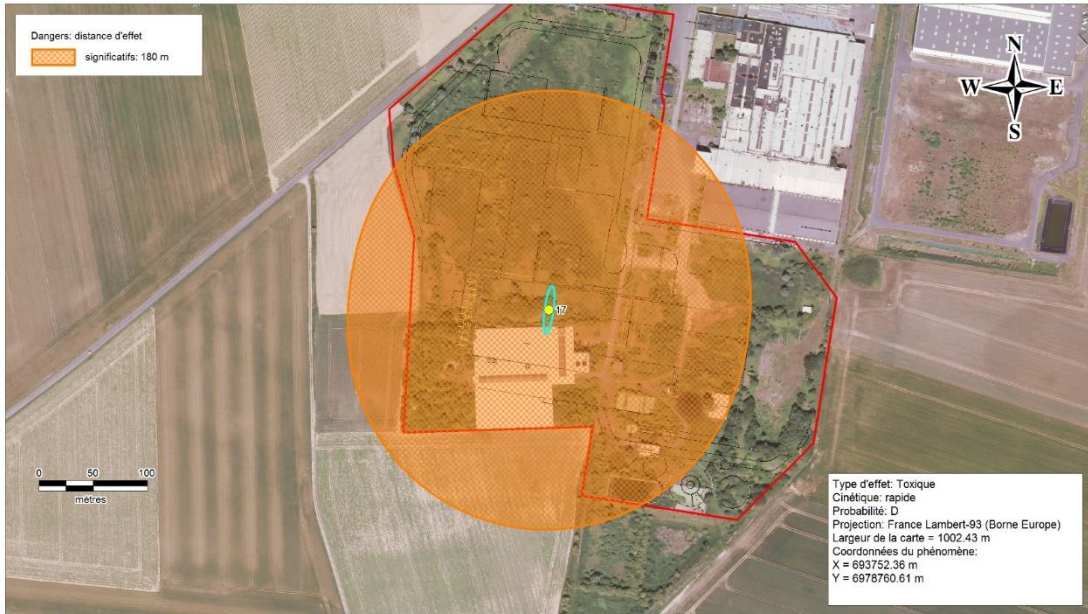 Dangers: distance d'effet
significatifs: 180 m
N
W
E
S
17
0
50
100
mètres
Type d'effet: Toxique
Cinétique: rapide
Probabilité: D
Projection: France Lambert-93 (Borne Europe)
Largeur de la carte = 1002.43 m
Coordonnées du phénomène:
X = 693752.36 m
Y = 6978760.61 m